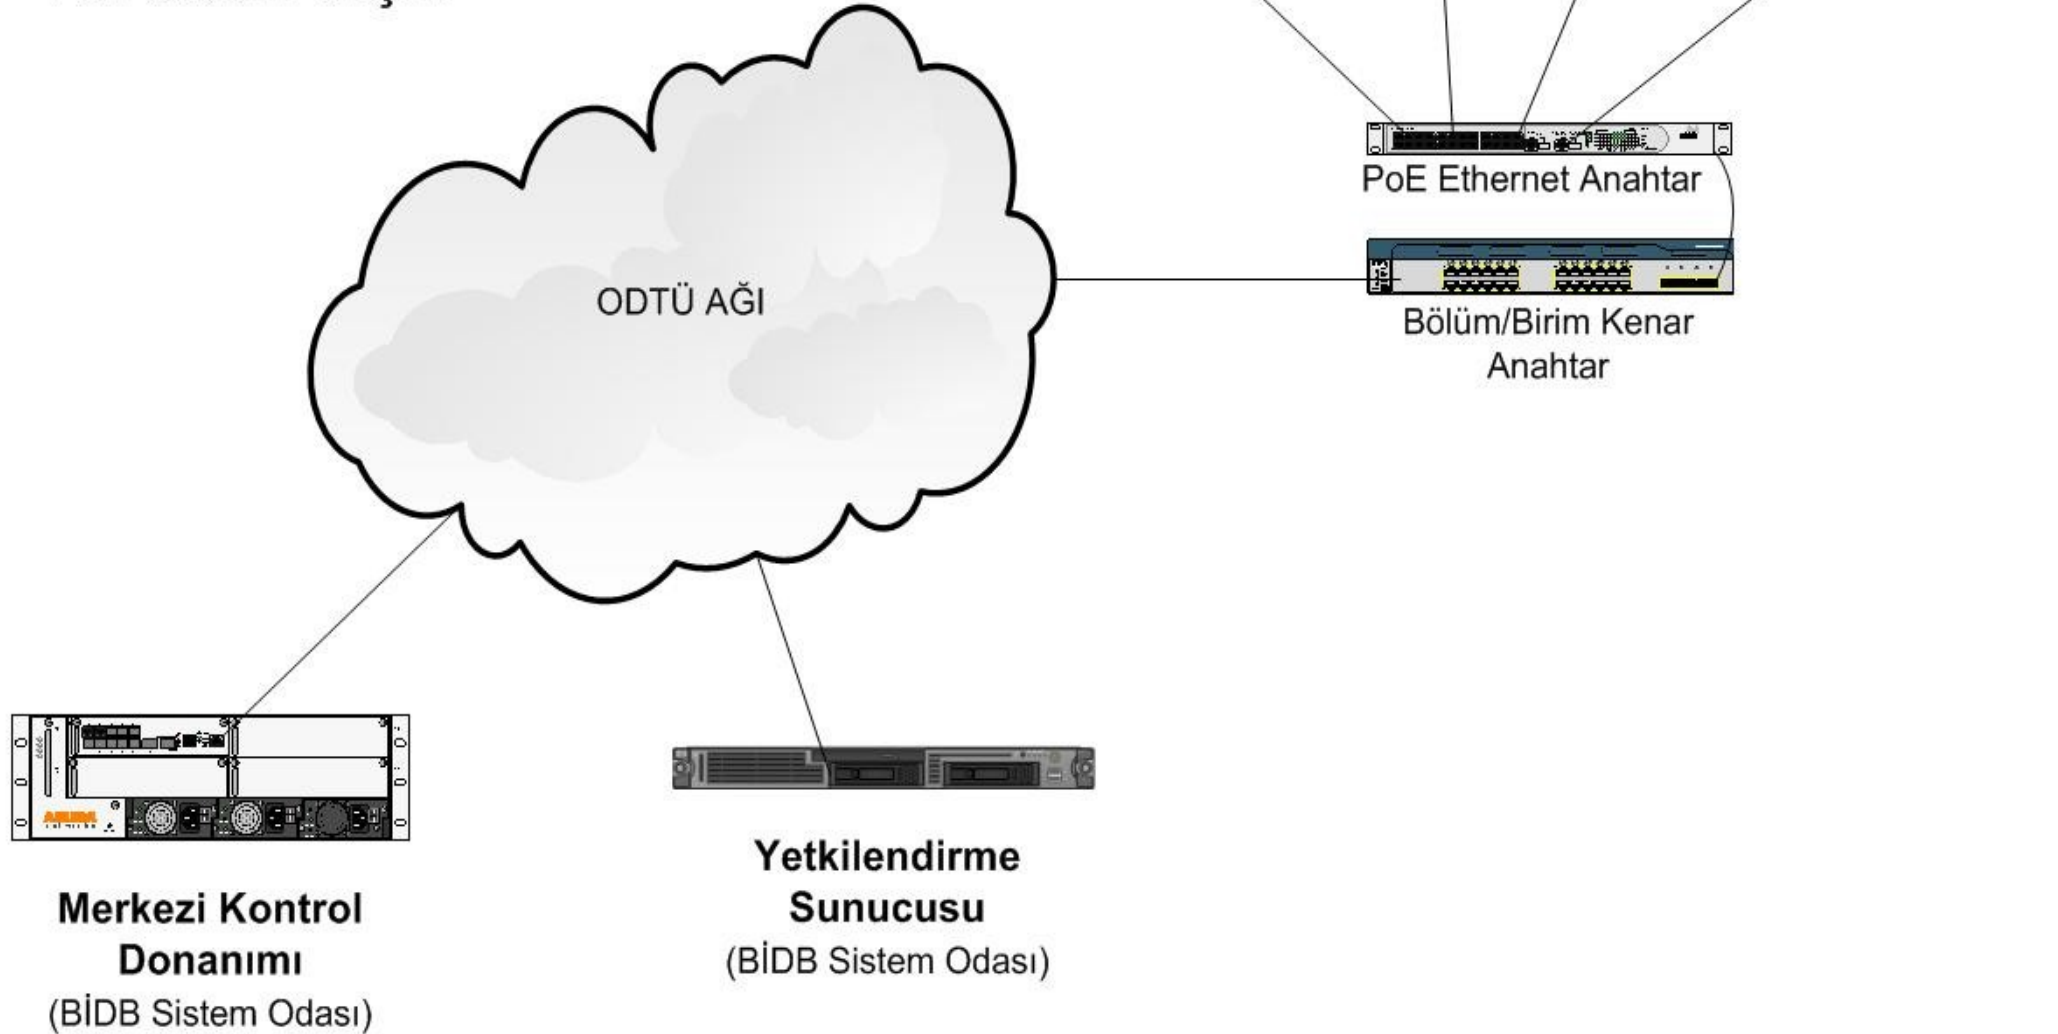 PoE Ethernet Anahtar
Bölüm/Birim Kenar
Anahtar
ODTÜ AĞI
Yetkilendirme
Sunucusu
(BİDB Sistem Odası)
Merkezi Kontrol
Donanımı
(BİDB Sistem Odası)